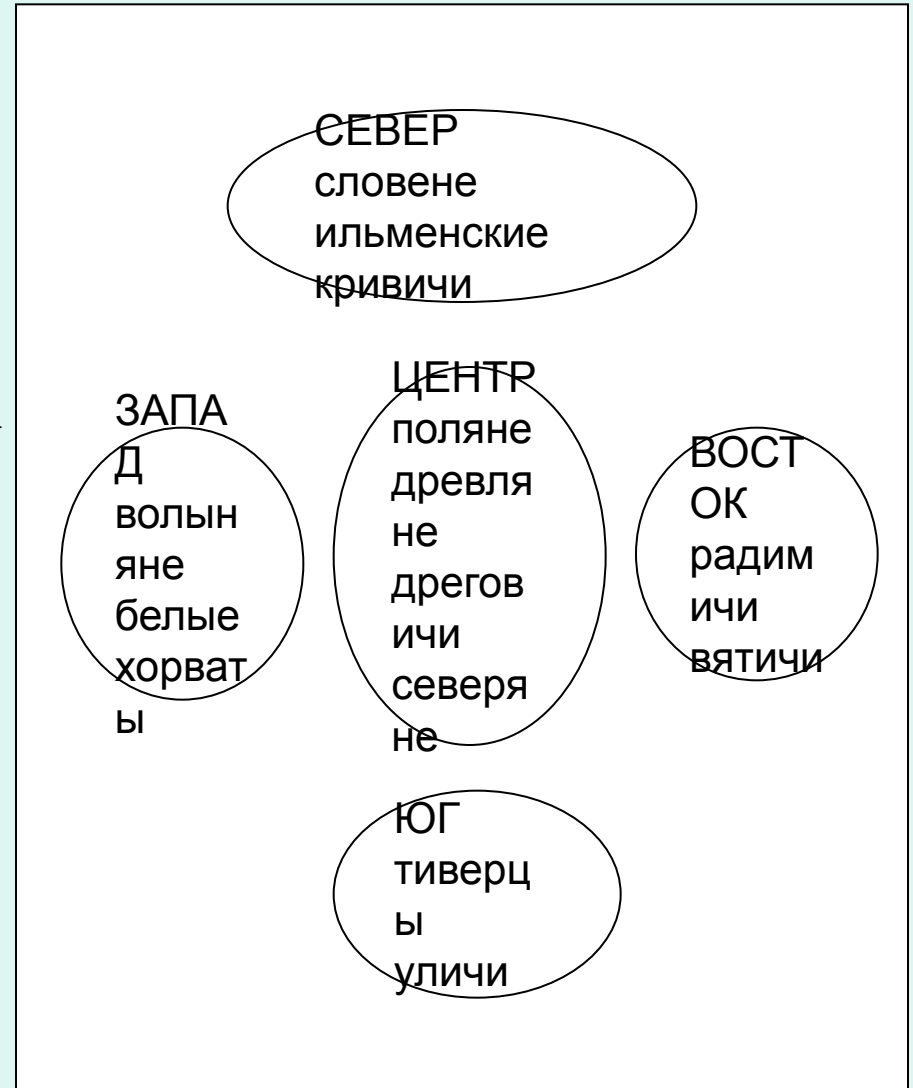 СЕВЕР
словене
ильменские
кривичи
ЗАПА
Д
волын
яне
белые
хорват
ы
ЦЕНТР
поляне
древля
не
дрегов
ичи
северя
не
ВОСТ
ОК
радим
ичи
вятичи
ЮГ
тиверц
ы
уличи